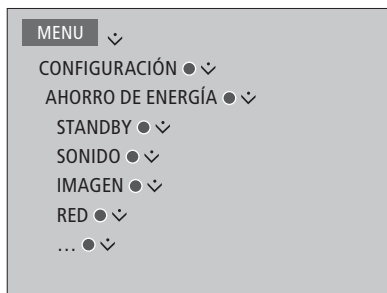 MENU
CONFIGURACIÓN
AHORRO DE ENERGÍA
STANDBY
SONIDO
IMAGEN
RED
…